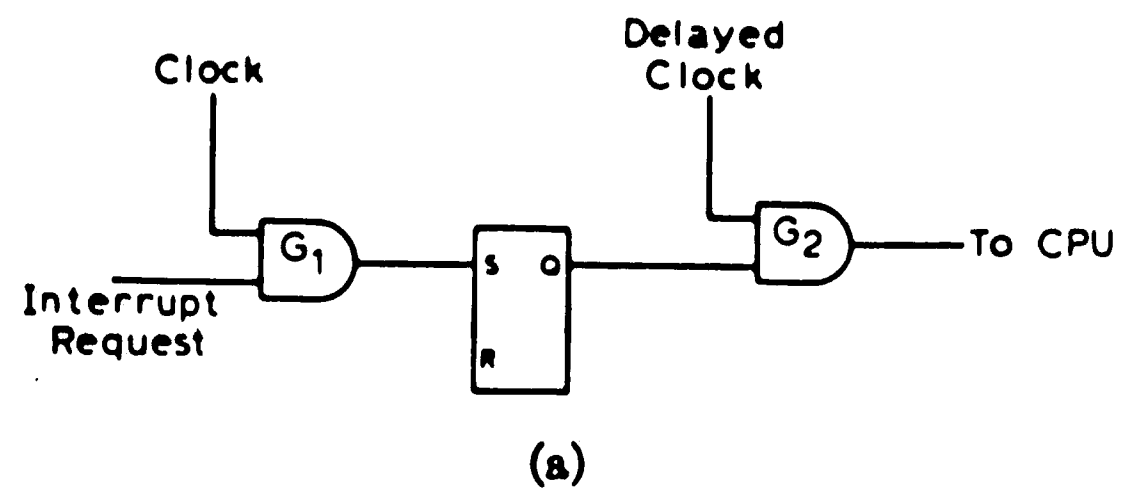 Delayed
Clock
Clock
G1
G2
To CPU
S Q
Interrupt
Request
R
(a)